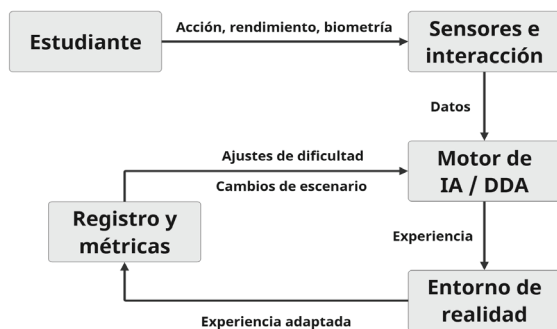 Estudiante
Acción, rendimiento, biometría
Sensores e
interacción
Datos
Ajustes de dificultad
Cambios de escenario
Motor de
IA / DDA
Registro y
métricas
Experiencia
Entorno de
realidad
Experiencia adaptada